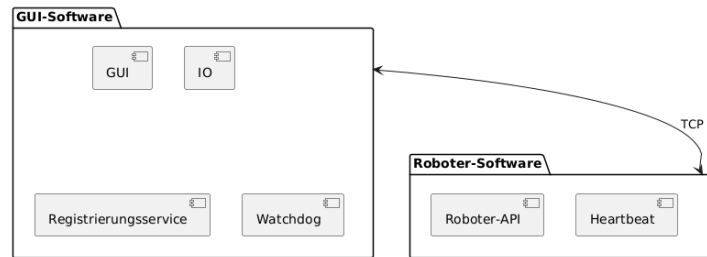 GUI-Software
GUI
IO
TCP
Roboter-Software
Registrierungsservice
Watchdog
Roboter-API
Heartbeat